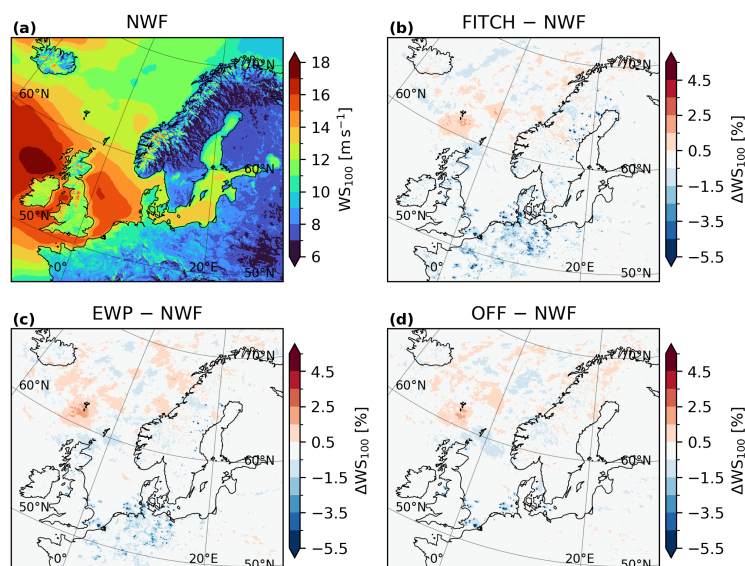 (a) NWF
60°N
70°N
60°N
50°N
0°
20°E
50°N
18
16
14
12
10
8
6
WS₁₀₀ [m s⁻¹]
(b) FITCH − NWF
60°N
70°N
60°N
50°N
0°
20°E
50°N
4.5
2.5
0.5
−1.5
−3.5
−5.5
ΔWS₁₀₀ [%]
(c) EWP − NWF
60°N
70°N
60°N
50°N
0°
20°E
50°N
4.5
2.5
0.5
−1.5
−3.5
−5.5
ΔWS₁₀₀ [%]
(d) OFF − NWF
60°N
70°N
60°N
50°N
0°
20°E
50°N
4.5
2.5
0.5
−1.5
−3.5
−5.5
ΔWS₁₀₀ [%]